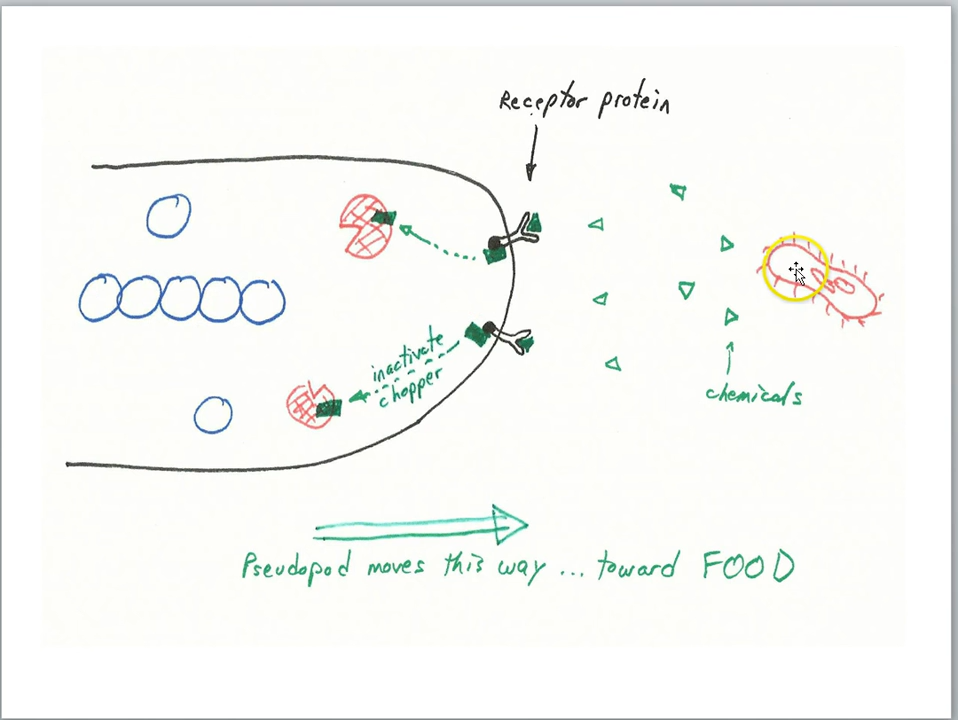 Receptor protein
inactivate
chopper
chemicals
Pseudopod moves this way ... toward FOOD